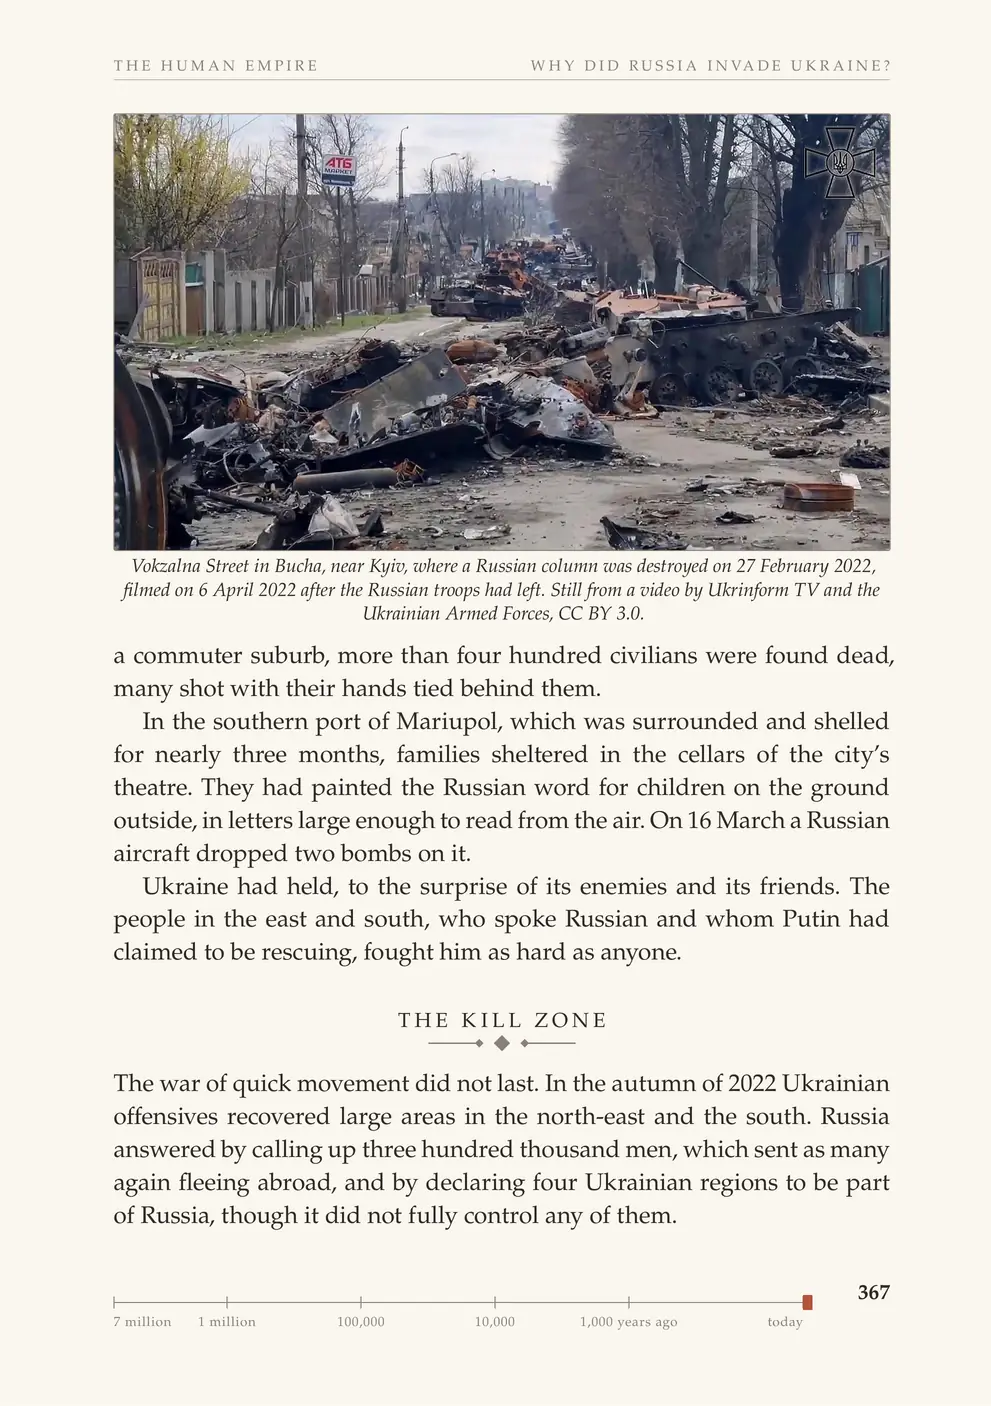 THE HUMAN EMPIRE
WHY DID RUSSIA INVADE UKRAINE?
АТБ
МАРКЕТ
Vokzalna Street in Bucha, near Kyiv, where a Russian column was destroyed on 27 February 2022,
filmed on 6 April 2022 after the Russian troops had left. Still from a video by Ukrinform TV and the
Ukrainian Armed Forces, CC BY 3.0.
a commuter suburb, more than four hundred civilians were found dead,
many shot with their hands tied behind them.
In the southern port of Mariupol, which was surrounded and shelled
for nearly three months, families sheltered in the cellars of the city’s
theatre. They had painted the Russian word for children on the ground
outside, in letters large enough to read from the air. On 16 March a Russian
aircraft dropped two bombs on it.
Ukraine had held, to the surprise of its enemies and its friends. The
people in the east and south, who spoke Russian and whom Putin had
claimed to be rescuing, fought him as hard as anyone.
THE KILL ZONE
The war of quick movement did not last. In the autumn of 2022 Ukrainian
offensives recovered large areas in the north-east and the south. Russia
answered by calling up three hundred thousand men, which sent as many
again fleeing abroad, and by declaring four Ukrainian regions to be part
of Russia, though it did not fully control any of them.
367
7 million 1 million 100,000 10,000 1,000 years ago today